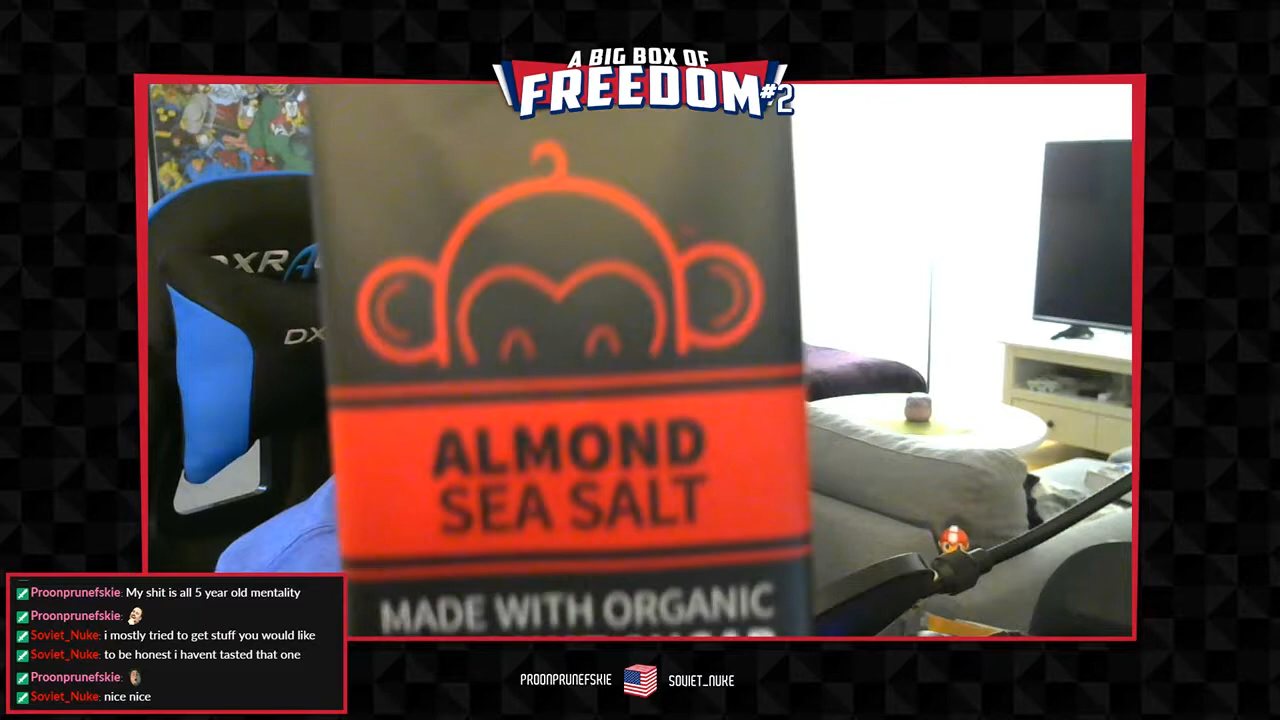 A BIG BOX OF
FREEDOM #2
DXRA
DX
ALMOND
SEA SALT
MADE WITH ORGANIC
Proonprunefskie: My shit is all 5 year old mentality
Proonprunefskie:
Soviet_Nuke: i mostly tried to get stuff you would like
Soviet_Nuke: to be honest i havent tasted that one
Proonprunefskie:
Soviet_Nuke: nice nice
PROONPRUNEFSKIE
SOVIET_NUKE